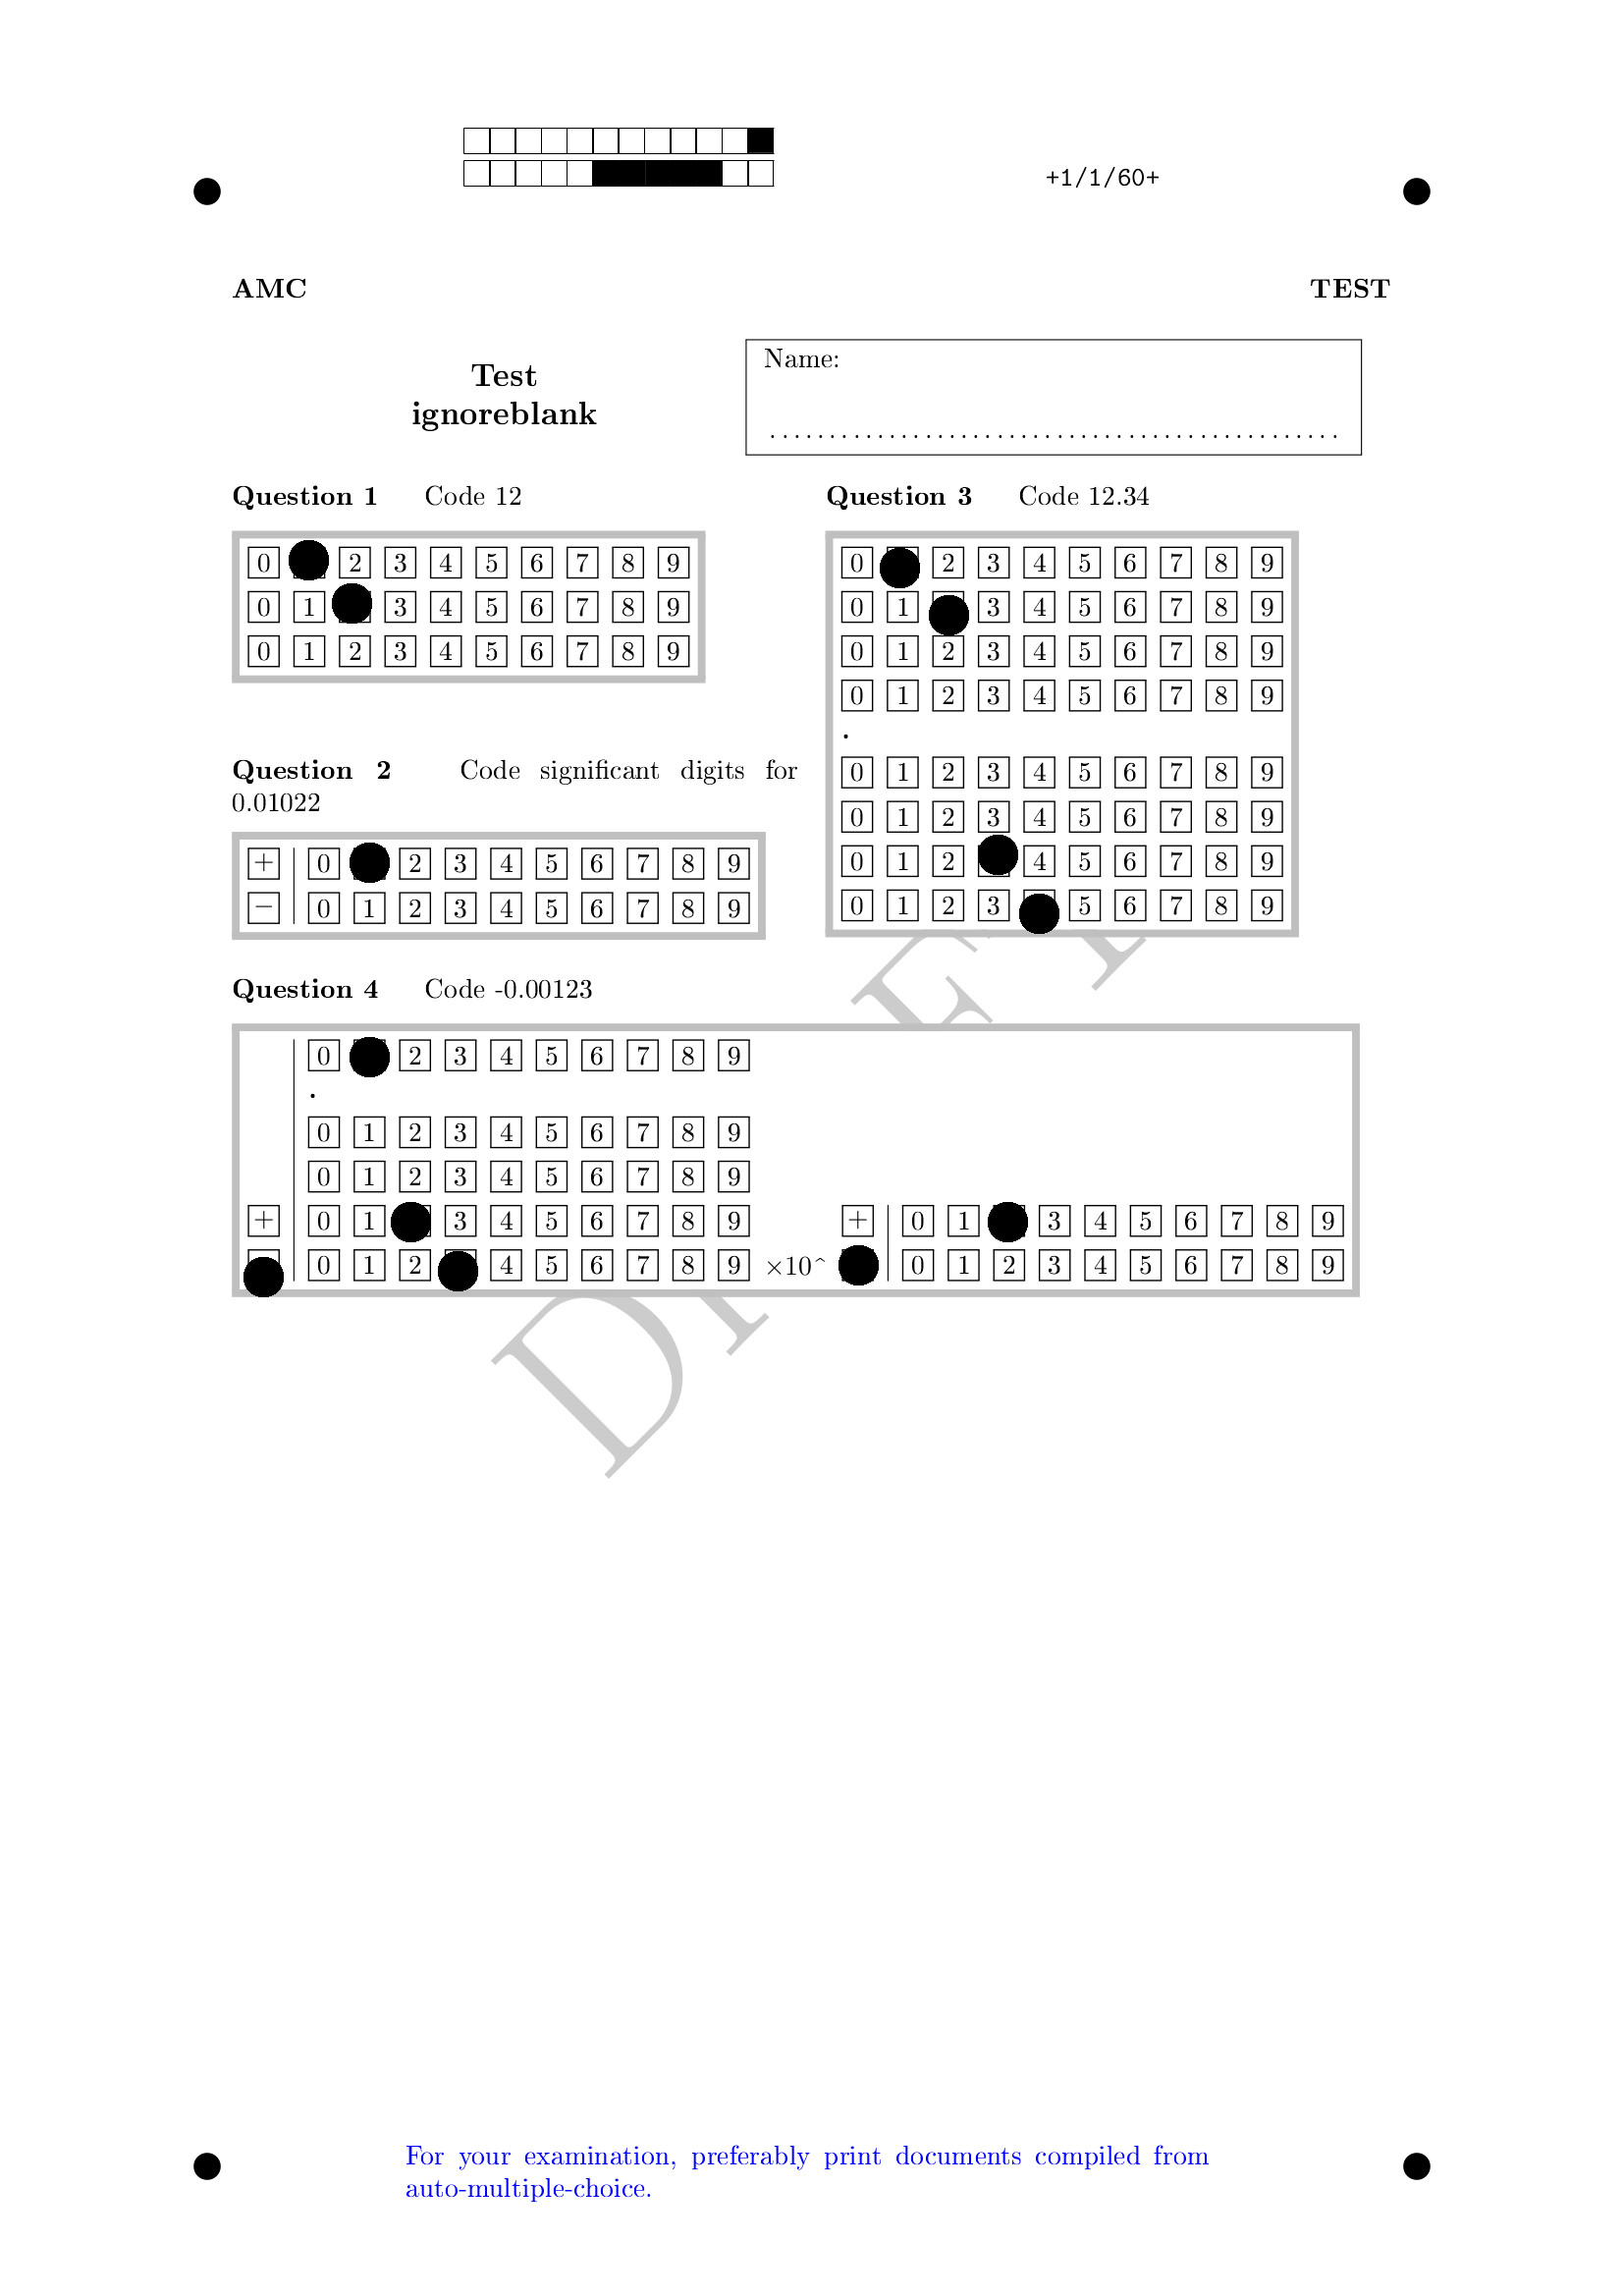 +1/1/60+
AMC TEST
Test
ignoreblank
Name:
................................................
Question 1 Code 12
0 2 3 4 5 6 7 8 9
0 1 3 4 5 6 7 8 9
0 1 2 3 4 5 6 7 8 9
Question 2 Code significant digits for
0.01022
+ 0 2 3 4 5 6 7 8 9
− 0 1 2 3 4 5 6 7 8 9
Question 3 Code 12.34
0 2 3 4 5 6 7 8 9
0 1 3 4 5 6 7 8 9
0 1 2 3 4 5 6 7 8 9
0 1 2 3 4 5 6 7 8 9
.
0 1 2 3 4 5 6 7 8 9
0 1 2 3 4 5 6 7 8 9
0 1 2 4 5 6 7 8 9
0 1 2 3 5 6 7 8 9
Question 4 Code -0.00123
0 2 3 4 5 6 7 8 9
.
0 1 2 3 4 5 6 7 8 9
0 1 2 3 4 5 6 7 8 9
+ 0 1 3 4 5 6 7 8 9 + 0 1 3 4 5 6 7 8 9
0 1 2 4 5 6 7 8 9 ×10^ 0 1 2 3 4 5 6 7 8 9
For your examination, preferably print documents compiled from
auto-multiple-choice.